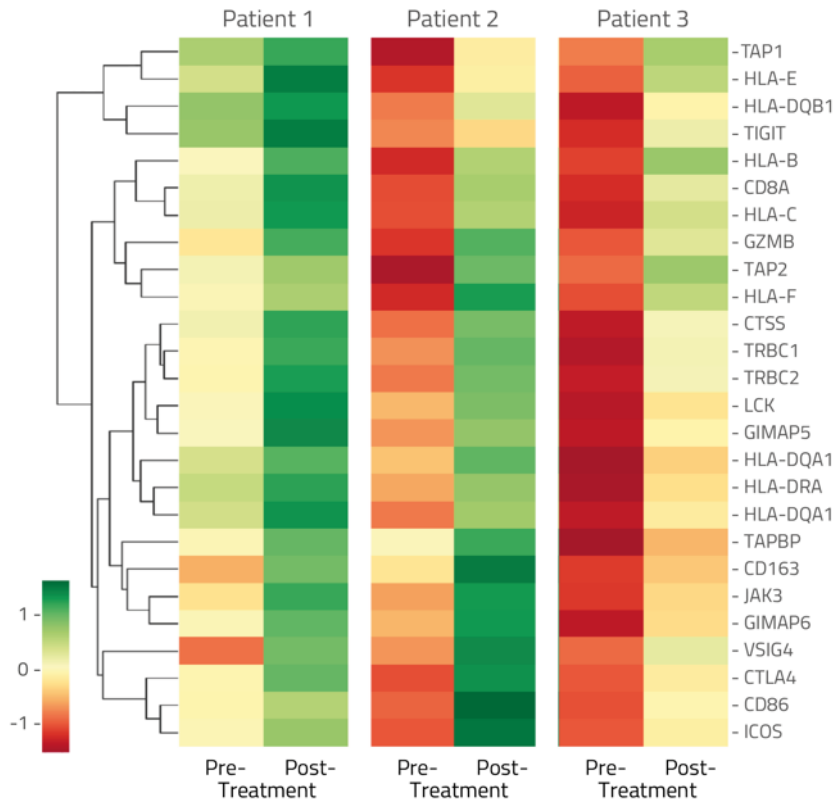 Patient 1 Patient 2 Patient 3
- TAP1
- HLA-E
- HLA-DQB1
- TIGIT
- HLA-B
- CD8A
- HLA-C
- GZMB
- TAP2
- HLA-F
- CTSS
- TRBC1
- TRBC2
- LCK
- GIMAP5
- HLA-DQA1
- HLA-DRA
- HLA-DQA1
- TAPBP
- CD163
- JAK3
- GIMAP6
- VSIG4
- CTLA4
- CD86
- ICOS
1 -
0 -
-1 -
Pre- Post- Pre- Post- Pre- Post-
Treatment Treatment Treatment